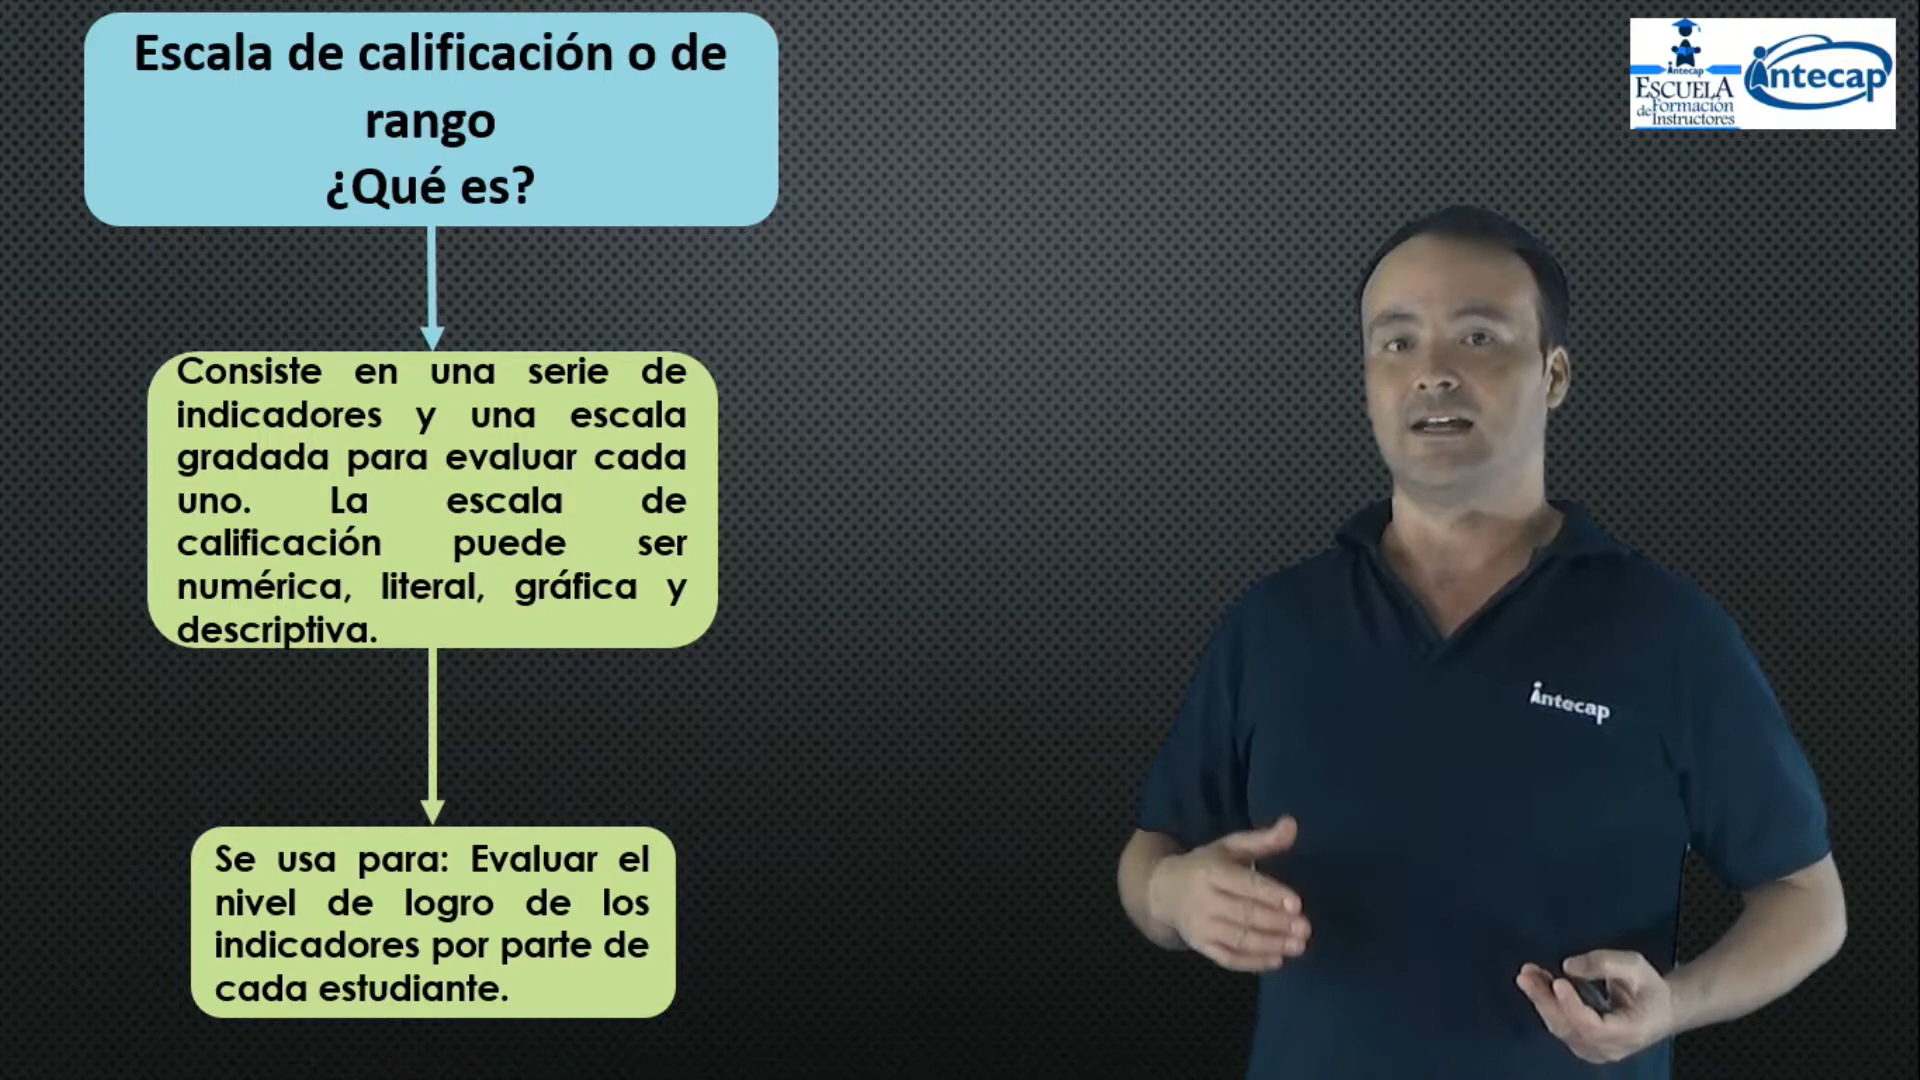 Escala de calificación o de
rango
¿Qué es?
Consiste en una serie de
indicadores y una escala
gradada para evaluar cada
uno. La escala de
calificación puede ser
numérica, literal, gráfica y
descriptiva.
Se usa para: Evaluar el
nivel de logro de los
indicadores por parte de
cada estudiante.
intecap
ESCUELA
de Formación
de Instructores
intecap
intecap